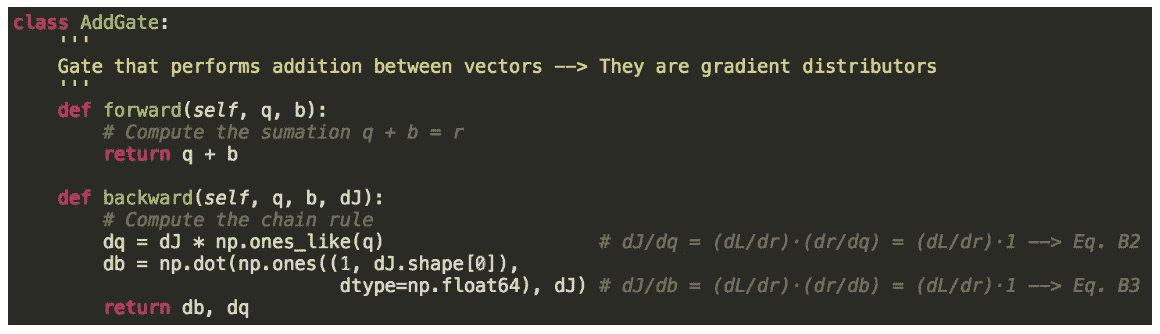 class AddGate:
    '''
    Gate that performs addition between vectors --> They are gradient distributors
    '''
    def forward(self, q, b):
        # Compute the sumation q + b = r
        return q + b

    def backward(self, q, b, dJ):
        # Compute the chain rule
        dq = dJ * np.ones_like(q)                   # dJ/dq = (dL/dr)·(dr/dq) = (dL/dr)·1 --> Eq. B2
        db = np.dot(np.ones((1, dJ.shape[0]),
                            dtype=np.float64), dJ) # dJ/db = (dL/dr)·(dr/db) = (dL/dr)·1 --> Eq. B3
        return db, dq